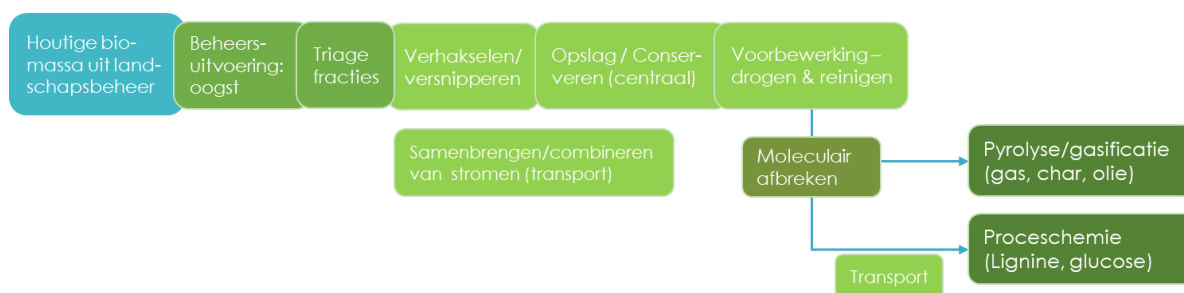 Houtige bio-
massa uit land-
schapsbeheer
Beheers-
uitvoering:
oogst
Triage
fracties
Verhakselen/
versnipperen
Opslag / Conser-
veren (centraal)
Voorbewerking –
drogen & reinigen
Samenbrengen/combineren
van stromen (transport)
Moleculair
afbreken
Pyrolyse/gasificatie
(gas, char, olie)
Proceschemie
(Lignine, glucose)
Transport